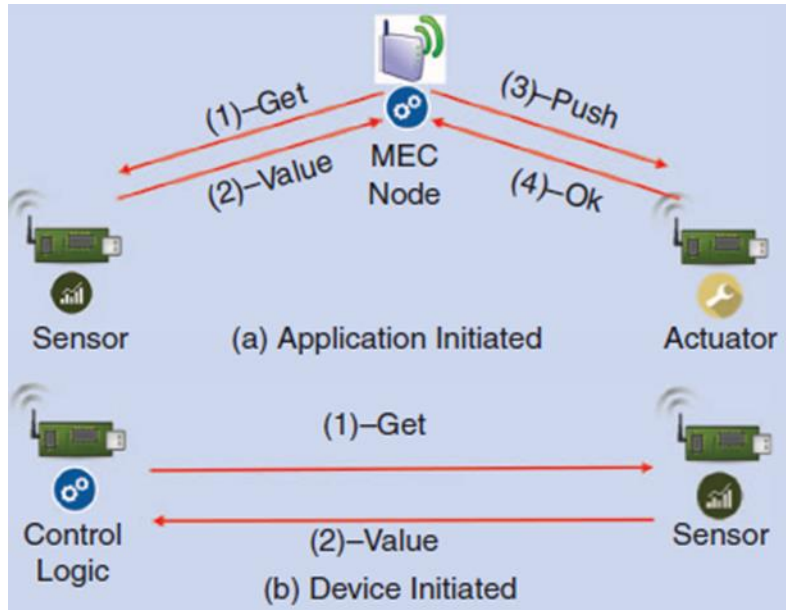 (1)–Get
(3)–Push
(2)–Value
MEC
Node
(4)–Ok
Sensor
(a) Application Initiated
Actuator
(1)–Get
Control
Logic
(2)–Value
Sensor
(b) Device Initiated